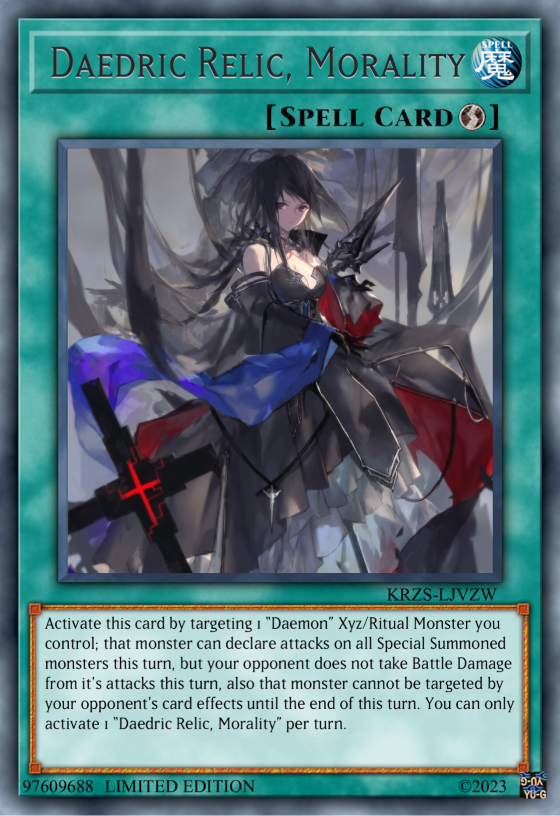 Daedric Relic, Morality
SPELL
魔
[Spell Card]
KRZS-LJVZW
Activate this card by targeting 1 "Daemon" Xyz/Ritual Monster you
control; that monster can declare attacks on all Special Summoned
monsters this turn, but your opponent does not take Battle Damage
from it's attacks this turn, also that monster cannot be targeted by
your opponent's card effects until the end of this turn. You can only
activate 1 "Daedric Relic, Morality" per turn.
97609688 LIMITED EDITION
©2023
YU-G
YU-G